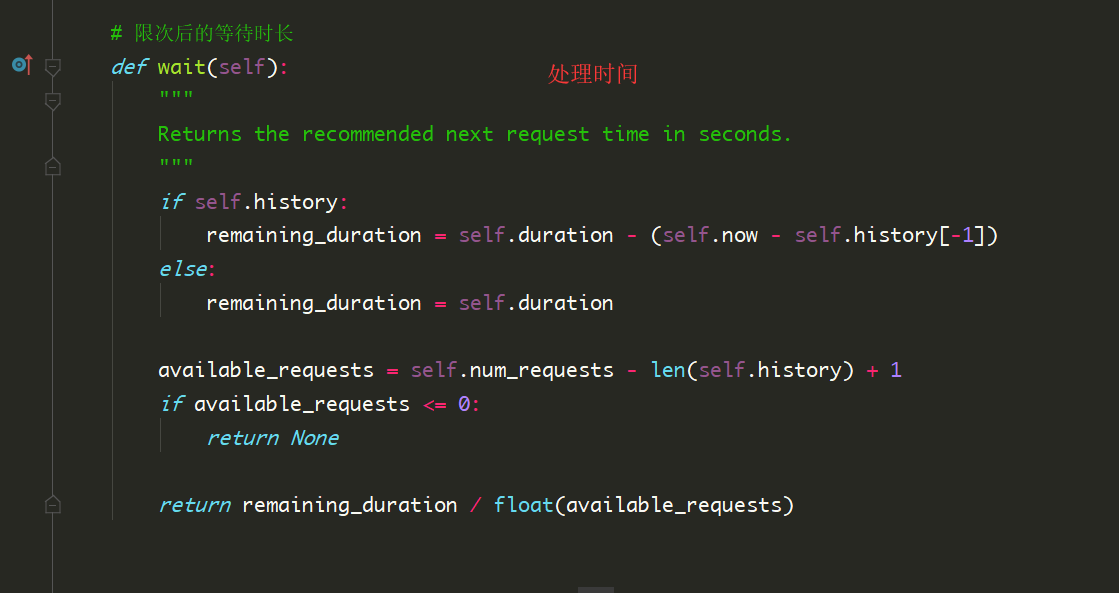 # 限次后的等待时长
def wait(self):
处理时间
"""
Returns the recommended next request time in seconds.
"""
if self.history:
remaining_duration = self.duration - (self.now - self.history[-1])
else:
remaining_duration = self.duration
available_requests = self.num_requests - len(self.history) + 1
if available_requests <= 0:
return None
return remaining_duration / float(available_requests)